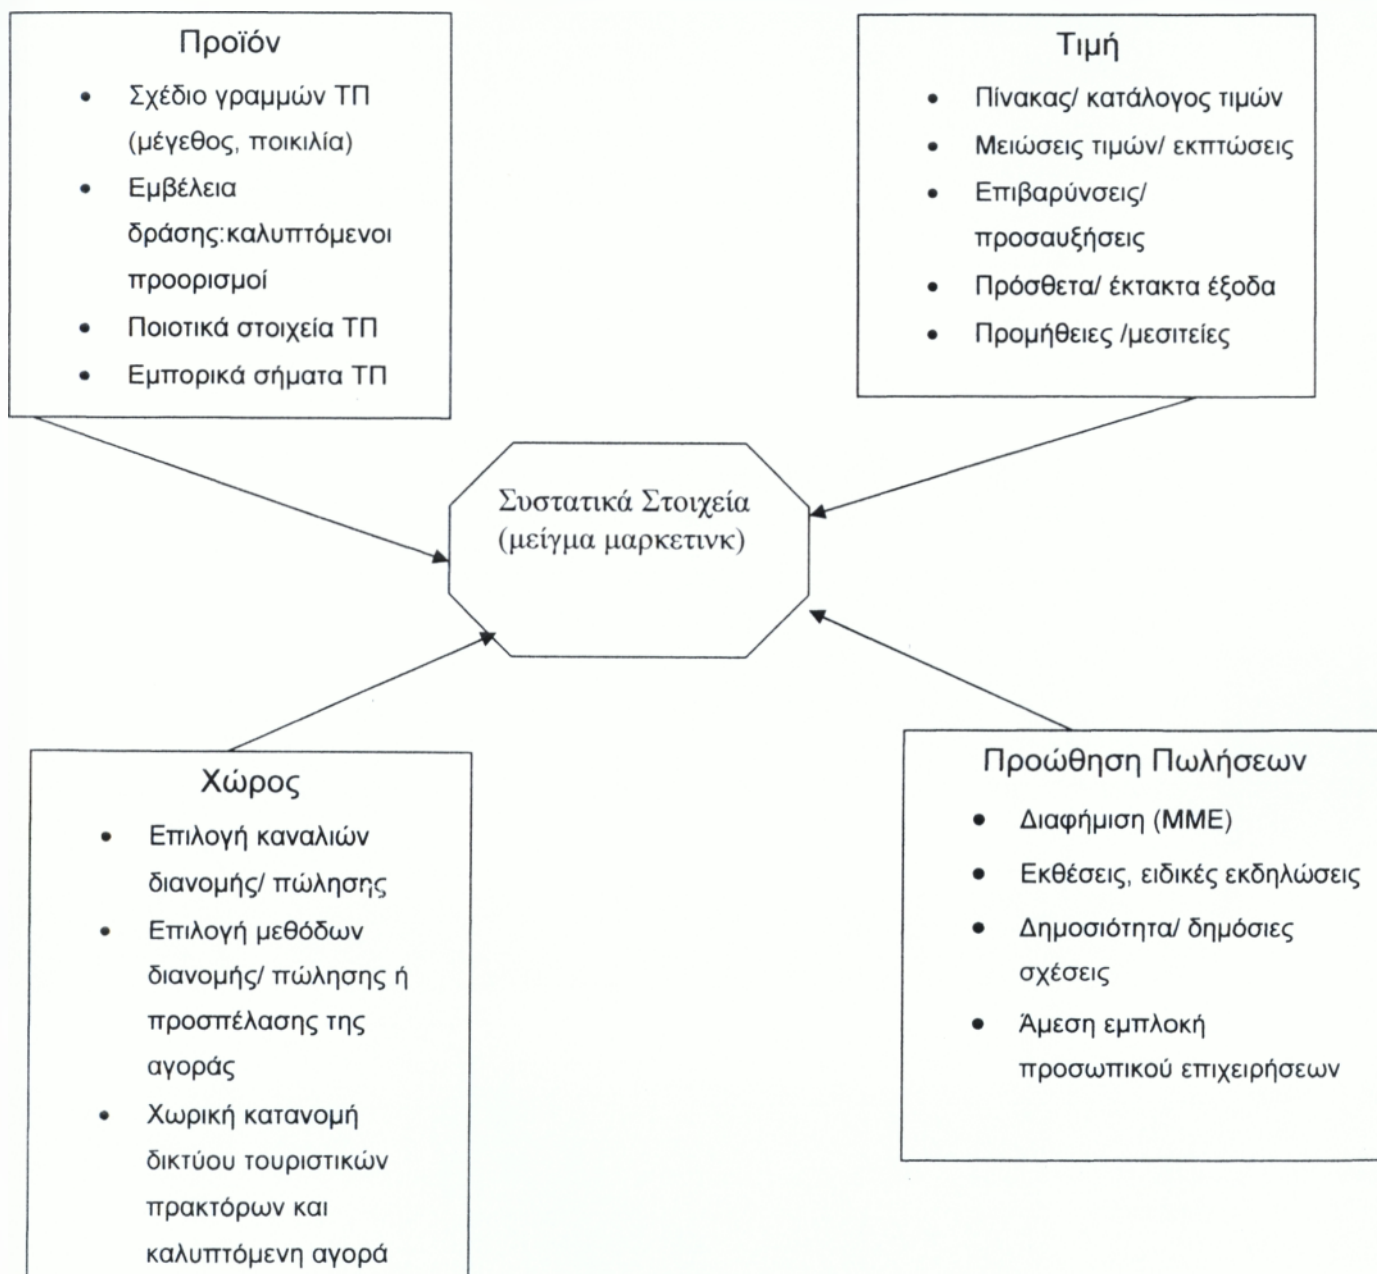 Προϊόν
• Σχέδιο γραμμών ΤΠ
(μέγεθος, ποικιλία)
• Εμβέλεια
δράσης:καλυπτόμενοι
προορισμοί
• Ποιοτικά στοιχεία ΤΠ
• Εμπορικά σήματα ΤΠ
Τιμή
• Πίνακας/ κατάλογος τιμών
• Μειώσεις τιμών/ εκπτώσεις
• Επιβαρύνσεις/
προσαυξήσεις
• Πρόσθετα/ έκτακτα έξοδα
• Προμήθειες /μεσιτείες
Συστατικά Στοιχεία
(μείγμα μαρκετινκ)
Χώρος
• Επιλογή καναλιών
διανομής/ πώλησης
• Επιλογή μεθόδων
διανομής/ πώλησης ή
προσπέλασης της
αγοράς
• Χωρική κατανομή
δικτύου τουριστικών
πρακτόρων και
καλυπτόμενη αγορά
Προώθηση Πωλήσεων
• Διαφήμιση (ΜΜΕ)
• Εκθέσεις, ειδικές εκδηλώσεις
• Δημοσιότητα/ δημόσιες
σχέσεις
• Άμεση εμπλοκή
προσωπικού επιχειρήσεων